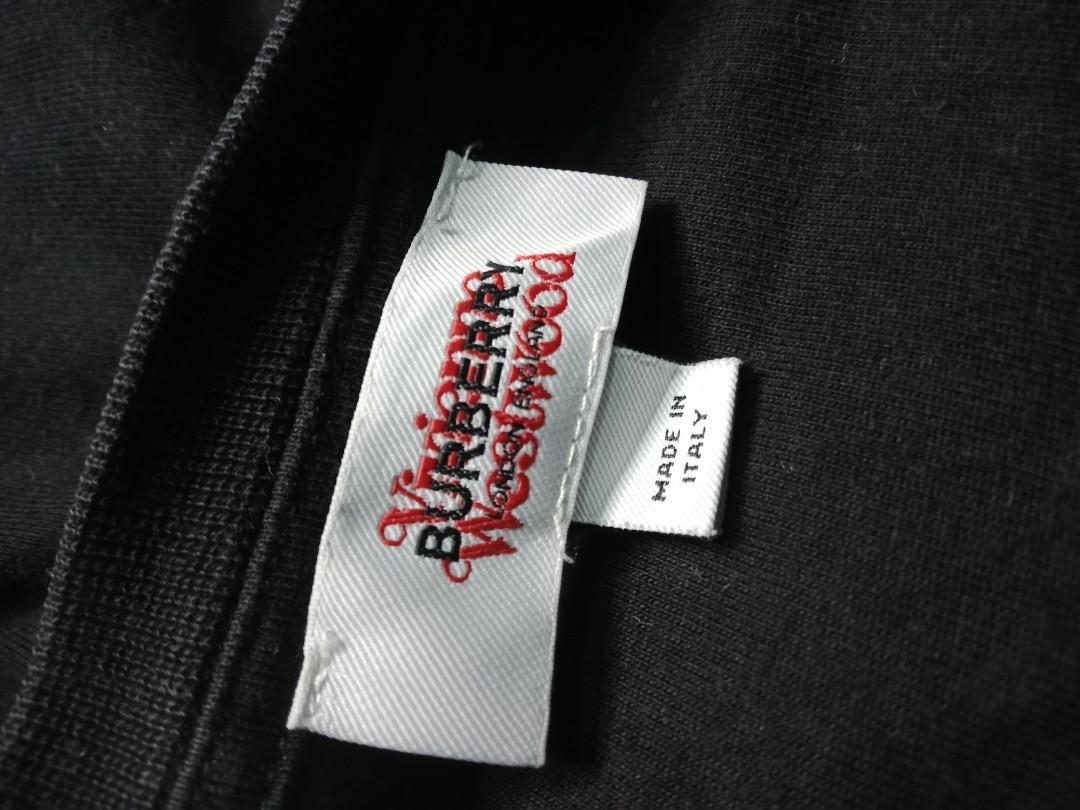 Vivienne
Westwood
BURBERRY
LONDON ENGLAND
MADE IN
ITALY